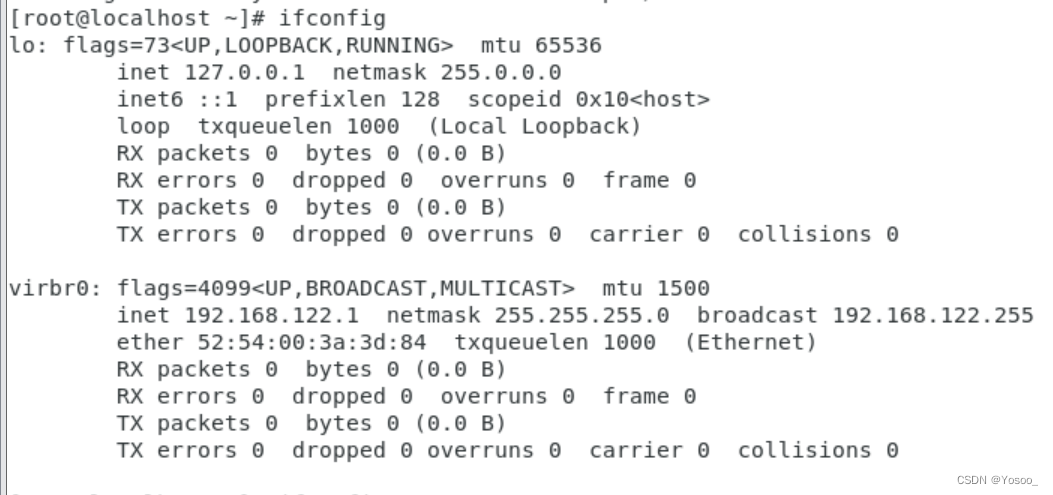 [root@localhost ~]# ifconfig
lo: flags=73<UP,LOOPBACK,RUNNING>  mtu 65536
        inet 127.0.0.1  netmask 255.0.0.0
        inet6 ::1  prefixlen 128  scopeid 0x10<host>
        loop  txqueuelen 1000  (Local Loopback)
        RX packets 0  bytes 0 (0.0 B)
        RX errors 0  dropped 0  overruns 0  frame 0
        TX packets 0  bytes 0 (0.0 B)
        TX errors 0  dropped 0 overruns 0  carrier 0  collisions 0

virbr0: flags=4099<UP,BROADCAST,MULTICAST>  mtu 1500
        inet 192.168.122.1  netmask 255.255.255.0  broadcast 192.168.122.255
        ether 52:54:00:3a:3d:84  txqueuelen 1000  (Ethernet)
        RX packets 0  bytes 0 (0.0 B)
        RX errors 0  dropped 0  overruns 0  frame 0
        TX packets 0  bytes 0 (0.0 B)
        TX errors 0  dropped 0 overruns 0  carrier 0  collisions 0
CSDN @Yosoo_